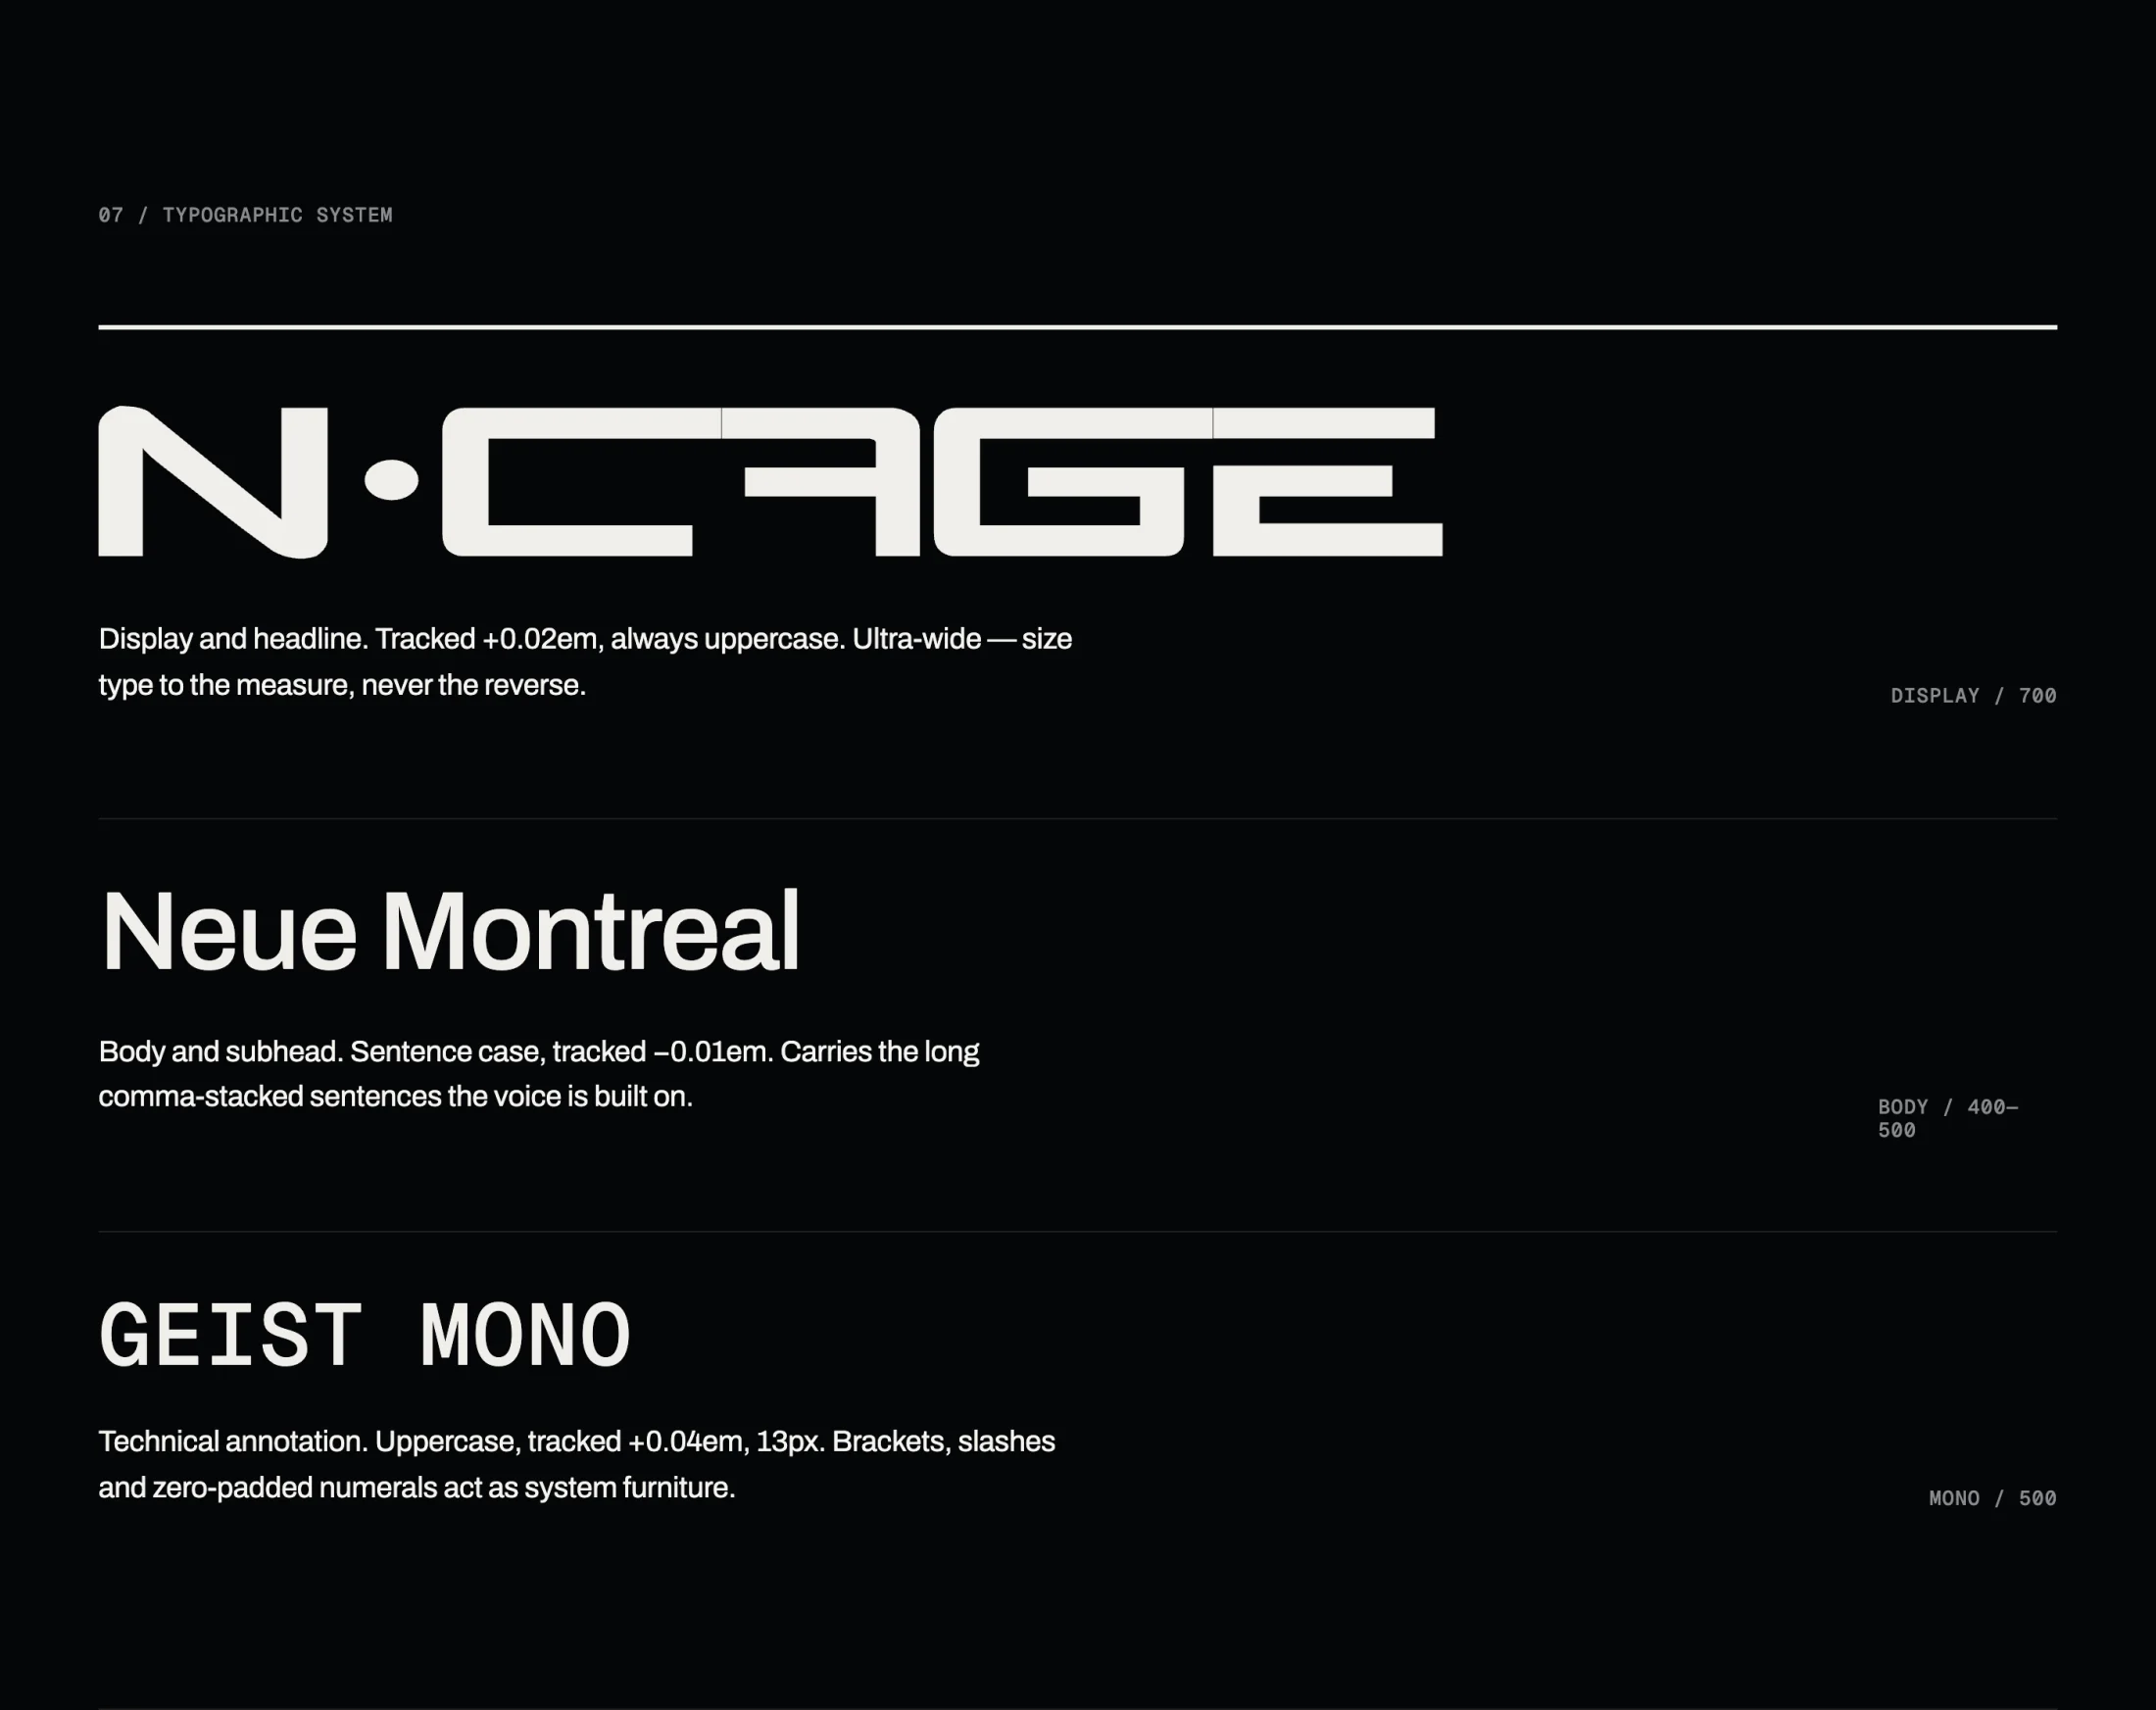 07 / TYPOGRAPHIC SYSTEM
N·CAGE
Display and headline. Tracked +0.02em, always uppercase. Ultra-wide — size
type to the measure, never the reverse.
DISPLAY / 700
Neue Montreal
Body and subhead. Sentence case, tracked −0.01em. Carries the long
comma-stacked sentences the voice is built on.
BODY / 400–
500
GEIST MONO
Technical annotation. Uppercase, tracked +0.04em, 13px. Brackets, slashes
and zero-padded numerals act as system furniture.
MONO / 500